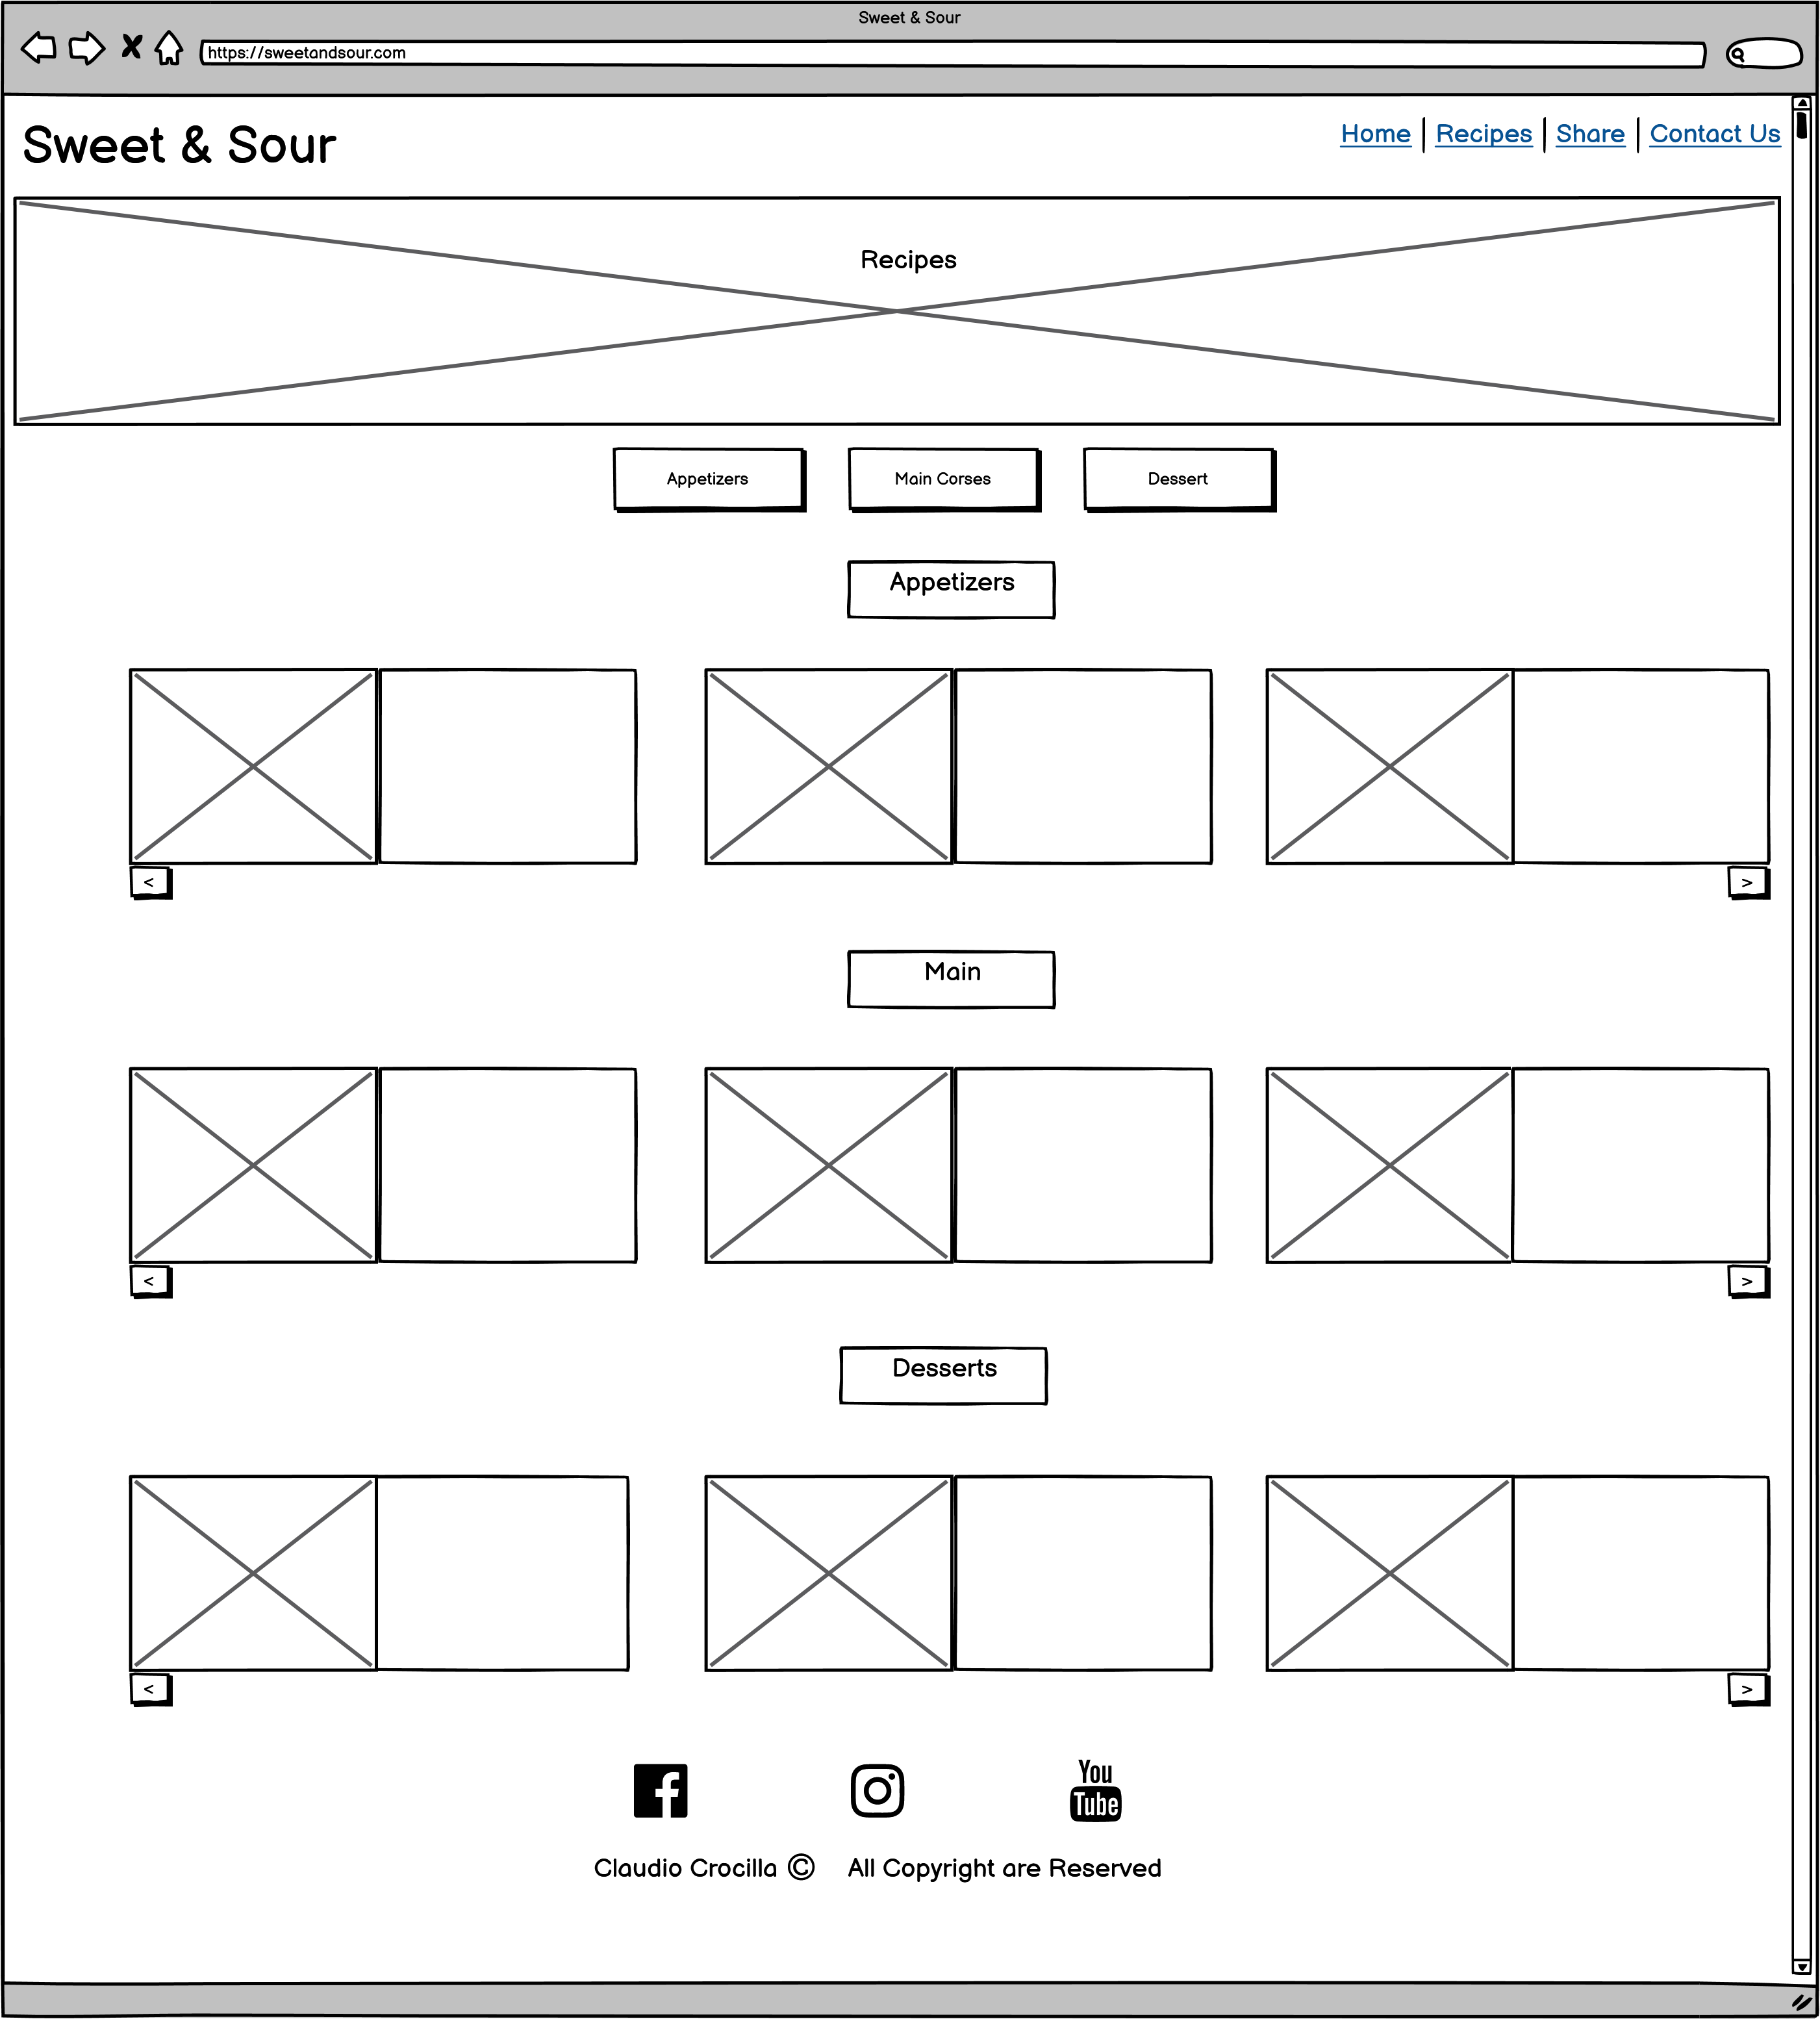 Sweet & Sour
https://sweetandsour.com
Sweet & Sour
Home Recipes Share Contact Us
Recipes
Appetizers Main Corses Dessert
Appetizers
< >
Main
< >
Desserts
< >
f You Tube
Claudio Crocilla © All Copyright are Reserved